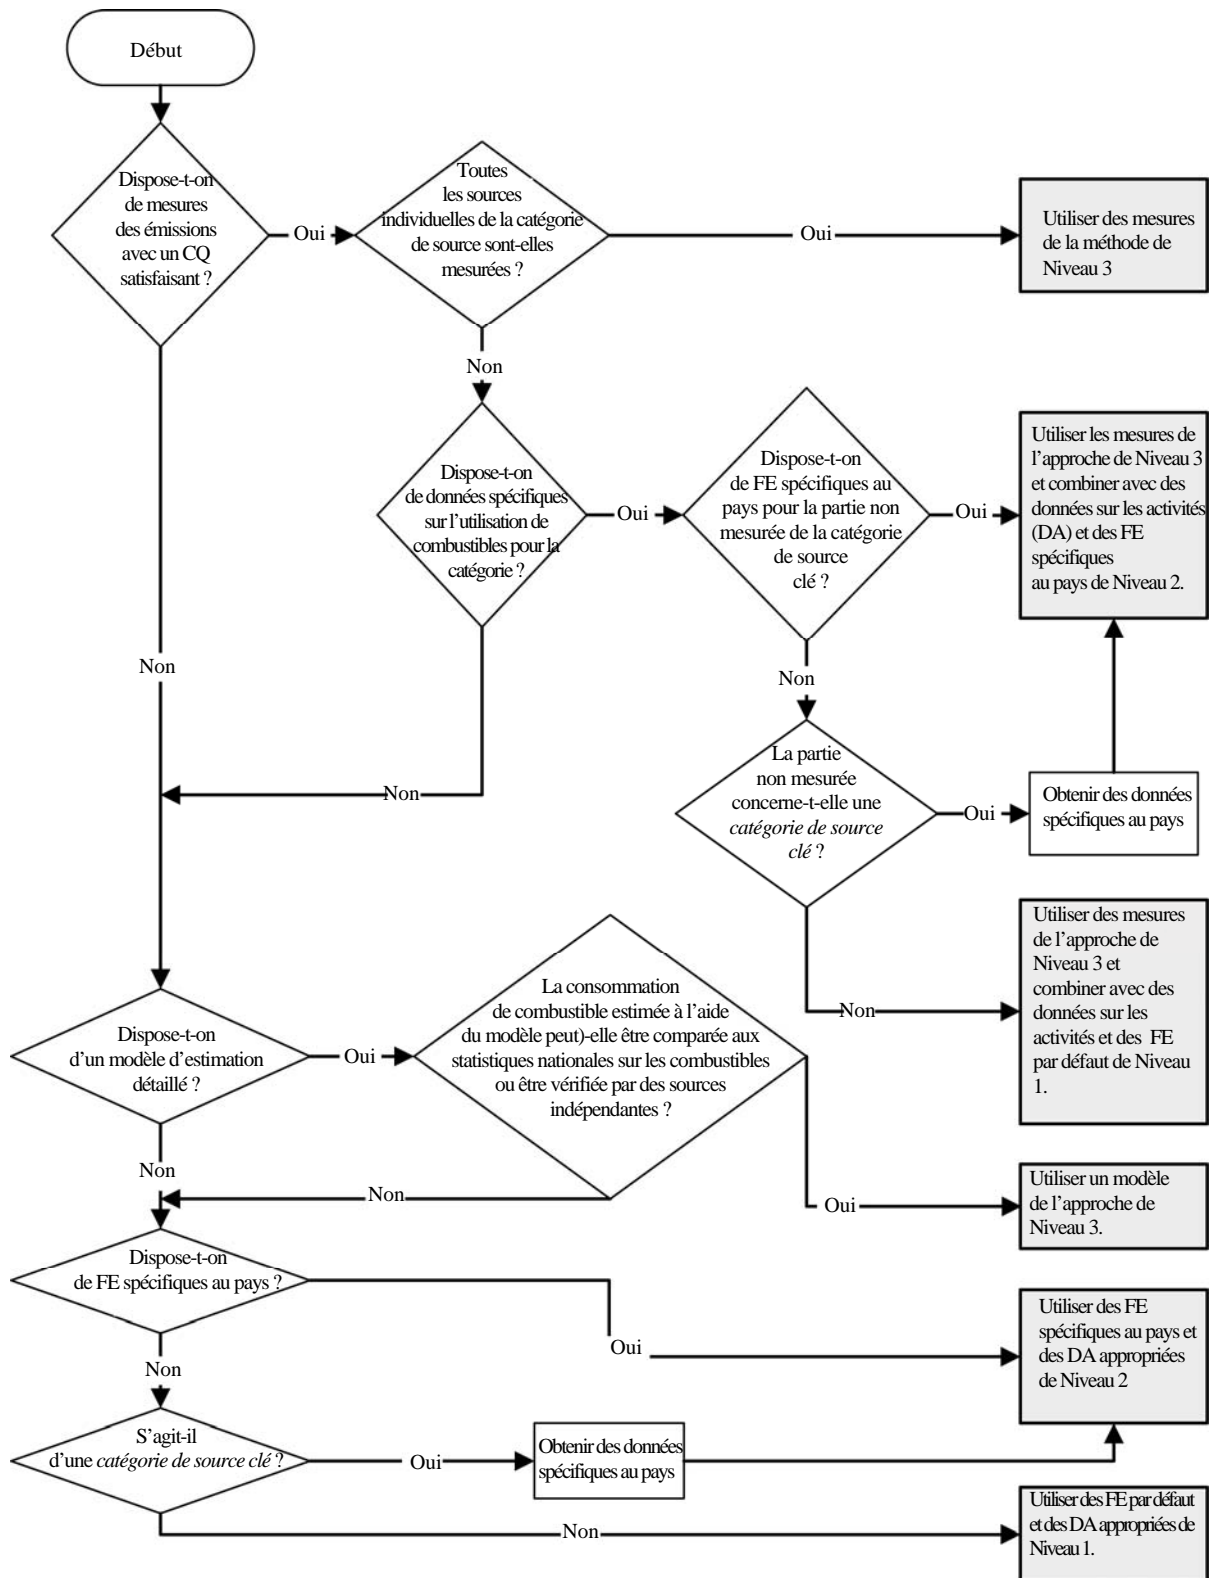 Début
Dispose-t-on
de mesures
des émissions
avec un CQ
satisfaisant ?
Oui
Toutes
les sources
individuelles de la catégorie
de source sont-elles
mesurées ?
Oui
Utiliser des mesures
de la méthode de
Niveau 3
Non
Dispose-t-on
de données spécifiques
sur l’utilisation de
combustibles pour la
catégorie ?
Oui
Dispose-t-on
de FE spécifiques au
pays pour la partie non
mesurée de la catégorie
de source
clé ?
Oui
Utiliser les mesures de
l’approche de Niveau 3
et combiner avec des
données sur les activités
(DA) et des FE
spécifiques
au pays de Niveau 2.
Non
Non
La partie
non mesurée
concerne-t-elle une
catégorie de source
clé ?
Oui
Obtenir des données
spécifiques au pays
Non
Utiliser des mesures
de l’approche de
Niveau 3 et
combiner avec des
données sur les
activités et des FE
par défaut de Niveau
1.
Non
Dispose-t-on
d’un modèle d’estimation
détaillé ?
Oui
La consommation
de combustible estimée à l’aide
du modèle peut)-elle être comparée aux
statistiques nationales sur les combustibles
ou être vérifiée par des sources
indépendantes ?
Non
Non
Oui
Utiliser un modèle
de l’approche de
Niveau 3.
Dispose-t-on
de FE spécifiques au pays ?
Oui
Utiliser des FE
spécifiques au pays et
des DA appropriées
de Niveau 2
Non
S’agit-il
d’une catégorie de source clé ?
Oui
Obtenir des données
spécifiques au pays
Non
Utiliser des FE par défaut
et des DA appropriées de
Niveau 1.